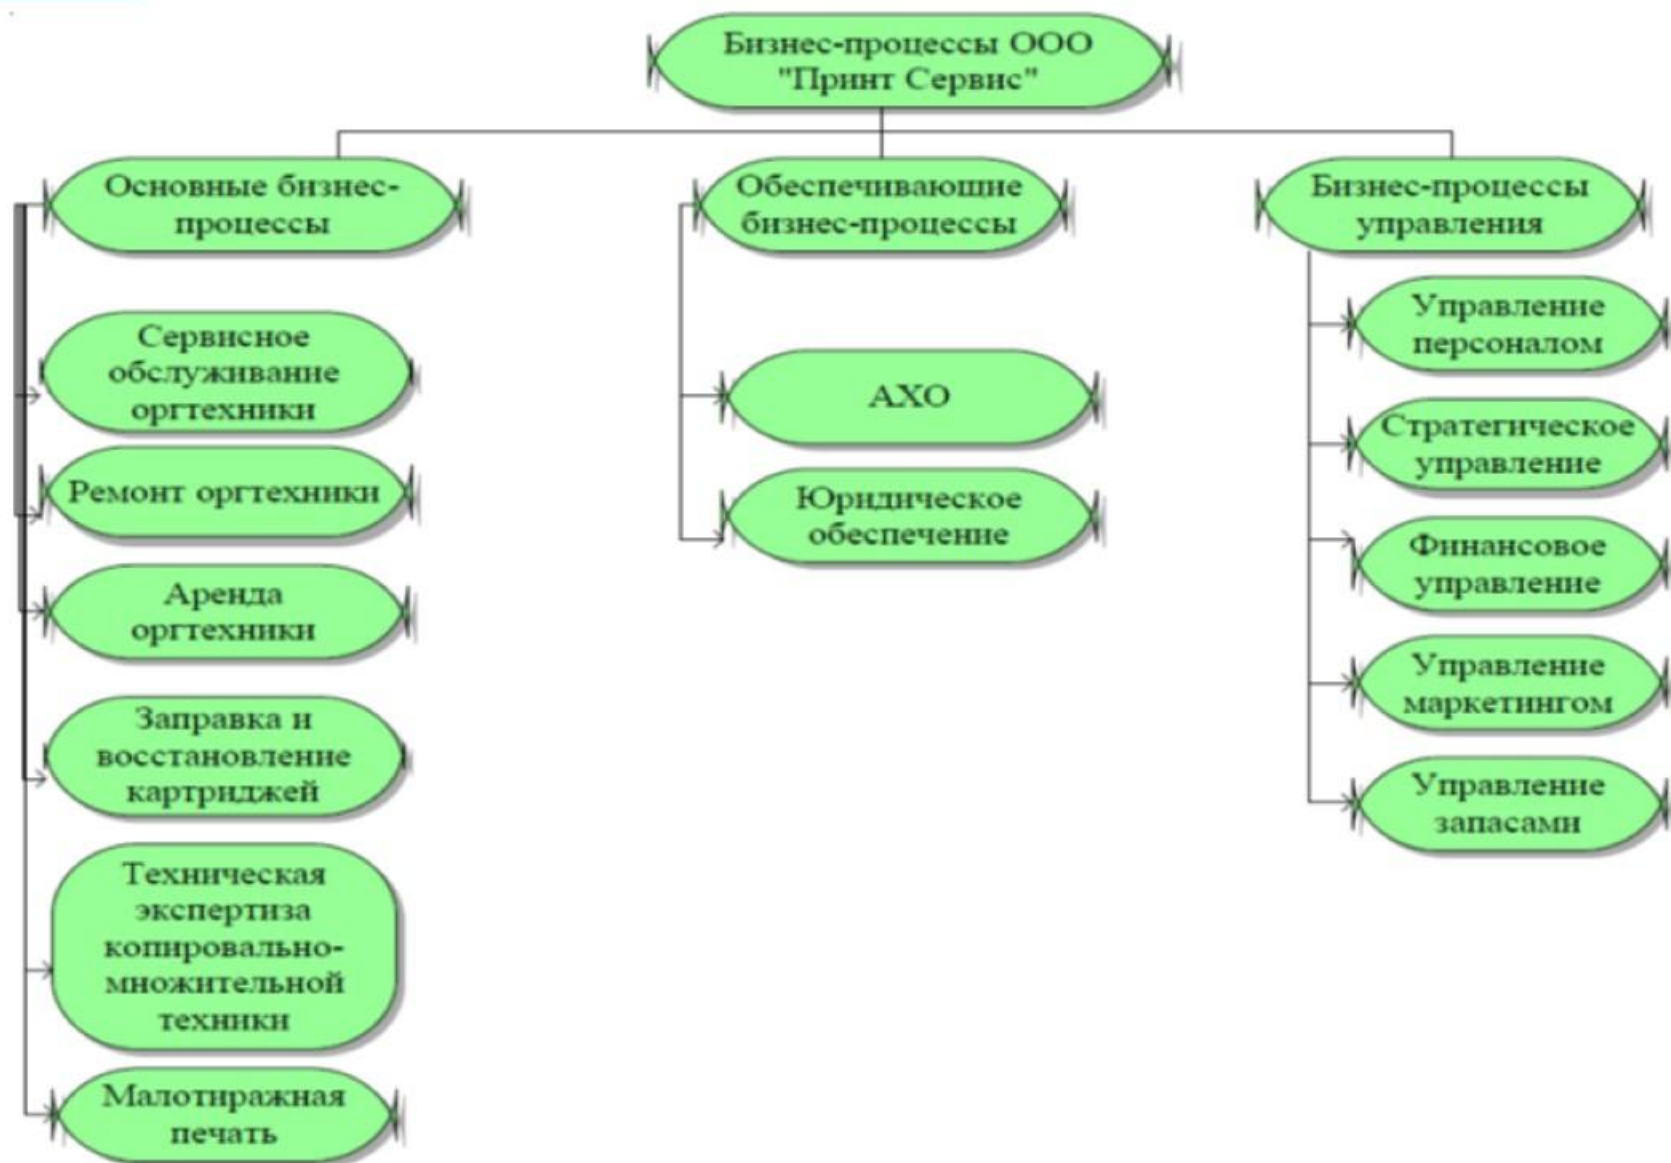 Бизнес-процессы ООО
"Принт Сервис"
Основные бизнес-
процессы
Обеспечивающие
бизнес-процессы
Бизнес-процессы
управления
Сервисное
обслуживание
оргтехники
Ремонт оргтехники
Аренда
оргтехники
Заправка и
восстановление
картриджей
Техническая
экспертиза
копировально-
множительной
техники
Малотиражная
печать
АХО
Юридическое
обеспечение
Управление
персоналом
Стратегическое
управление
Финансовое
управление
Управление
маркетингом
Управление
запасами